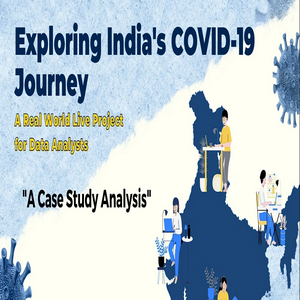 Exploring India's COVID-19
Journey
A Real World Live Project
for Data Analysts
"A Case Study Analysis"